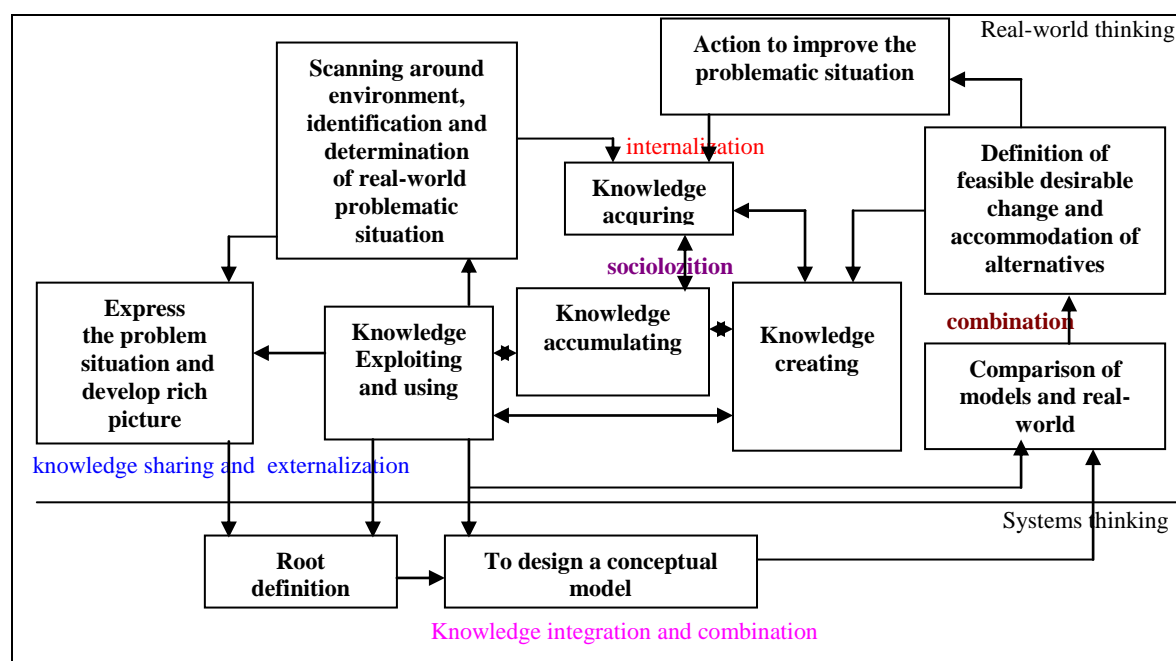 Real-world thinking
Action to improve the
problematic situation
Scanning around
environment,
identification and
determination
of real-world
problematic
situation
internalization
Knowledge
acquring
Definition of
feasible desirable
change and
accommodation of
alternatives
sociolozition
Express
the problem
situation and
develop rich
picture
Knowledge
Exploiting
and using
Knowledge
accumulating
Knowledge
creating
combination
Comparison of
models and real-
world
knowledge sharing and  externalization
Systems thinking
Root
definition
To design a conceptual
model
Knowledge integration and combination